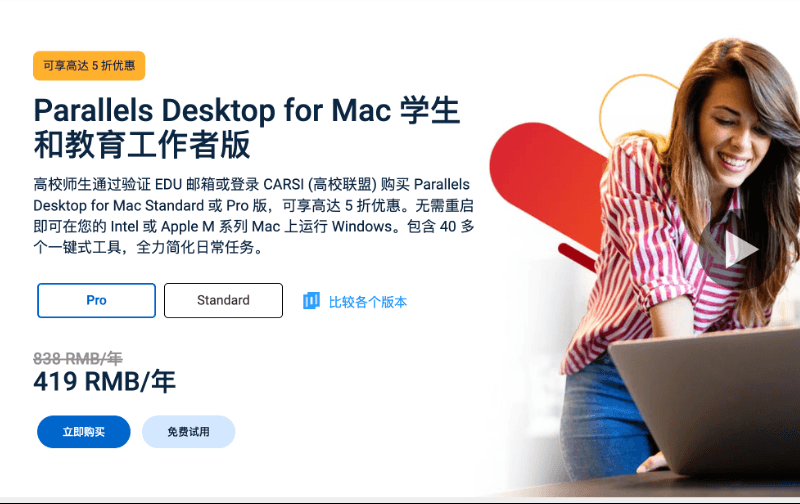 可享高达 5 折优惠
Parallels Desktop for Mac 学生
和教育工作者版
高校师生通过验证 EDU 邮箱或登录 CARSI (高校联盟) 购买 Parallels
Desktop for Mac Standard 或 Pro 版，可享高达 5 折优惠。无需重启
即可在您的 Intel 或 Apple M 系列 Mac 上运行 Windows。包含 40 多
个一键式工具，全力简化日常任务。
Pro
Standard
比较各个版本
838 RMB/年
419 RMB/年
立即购买
免费试用